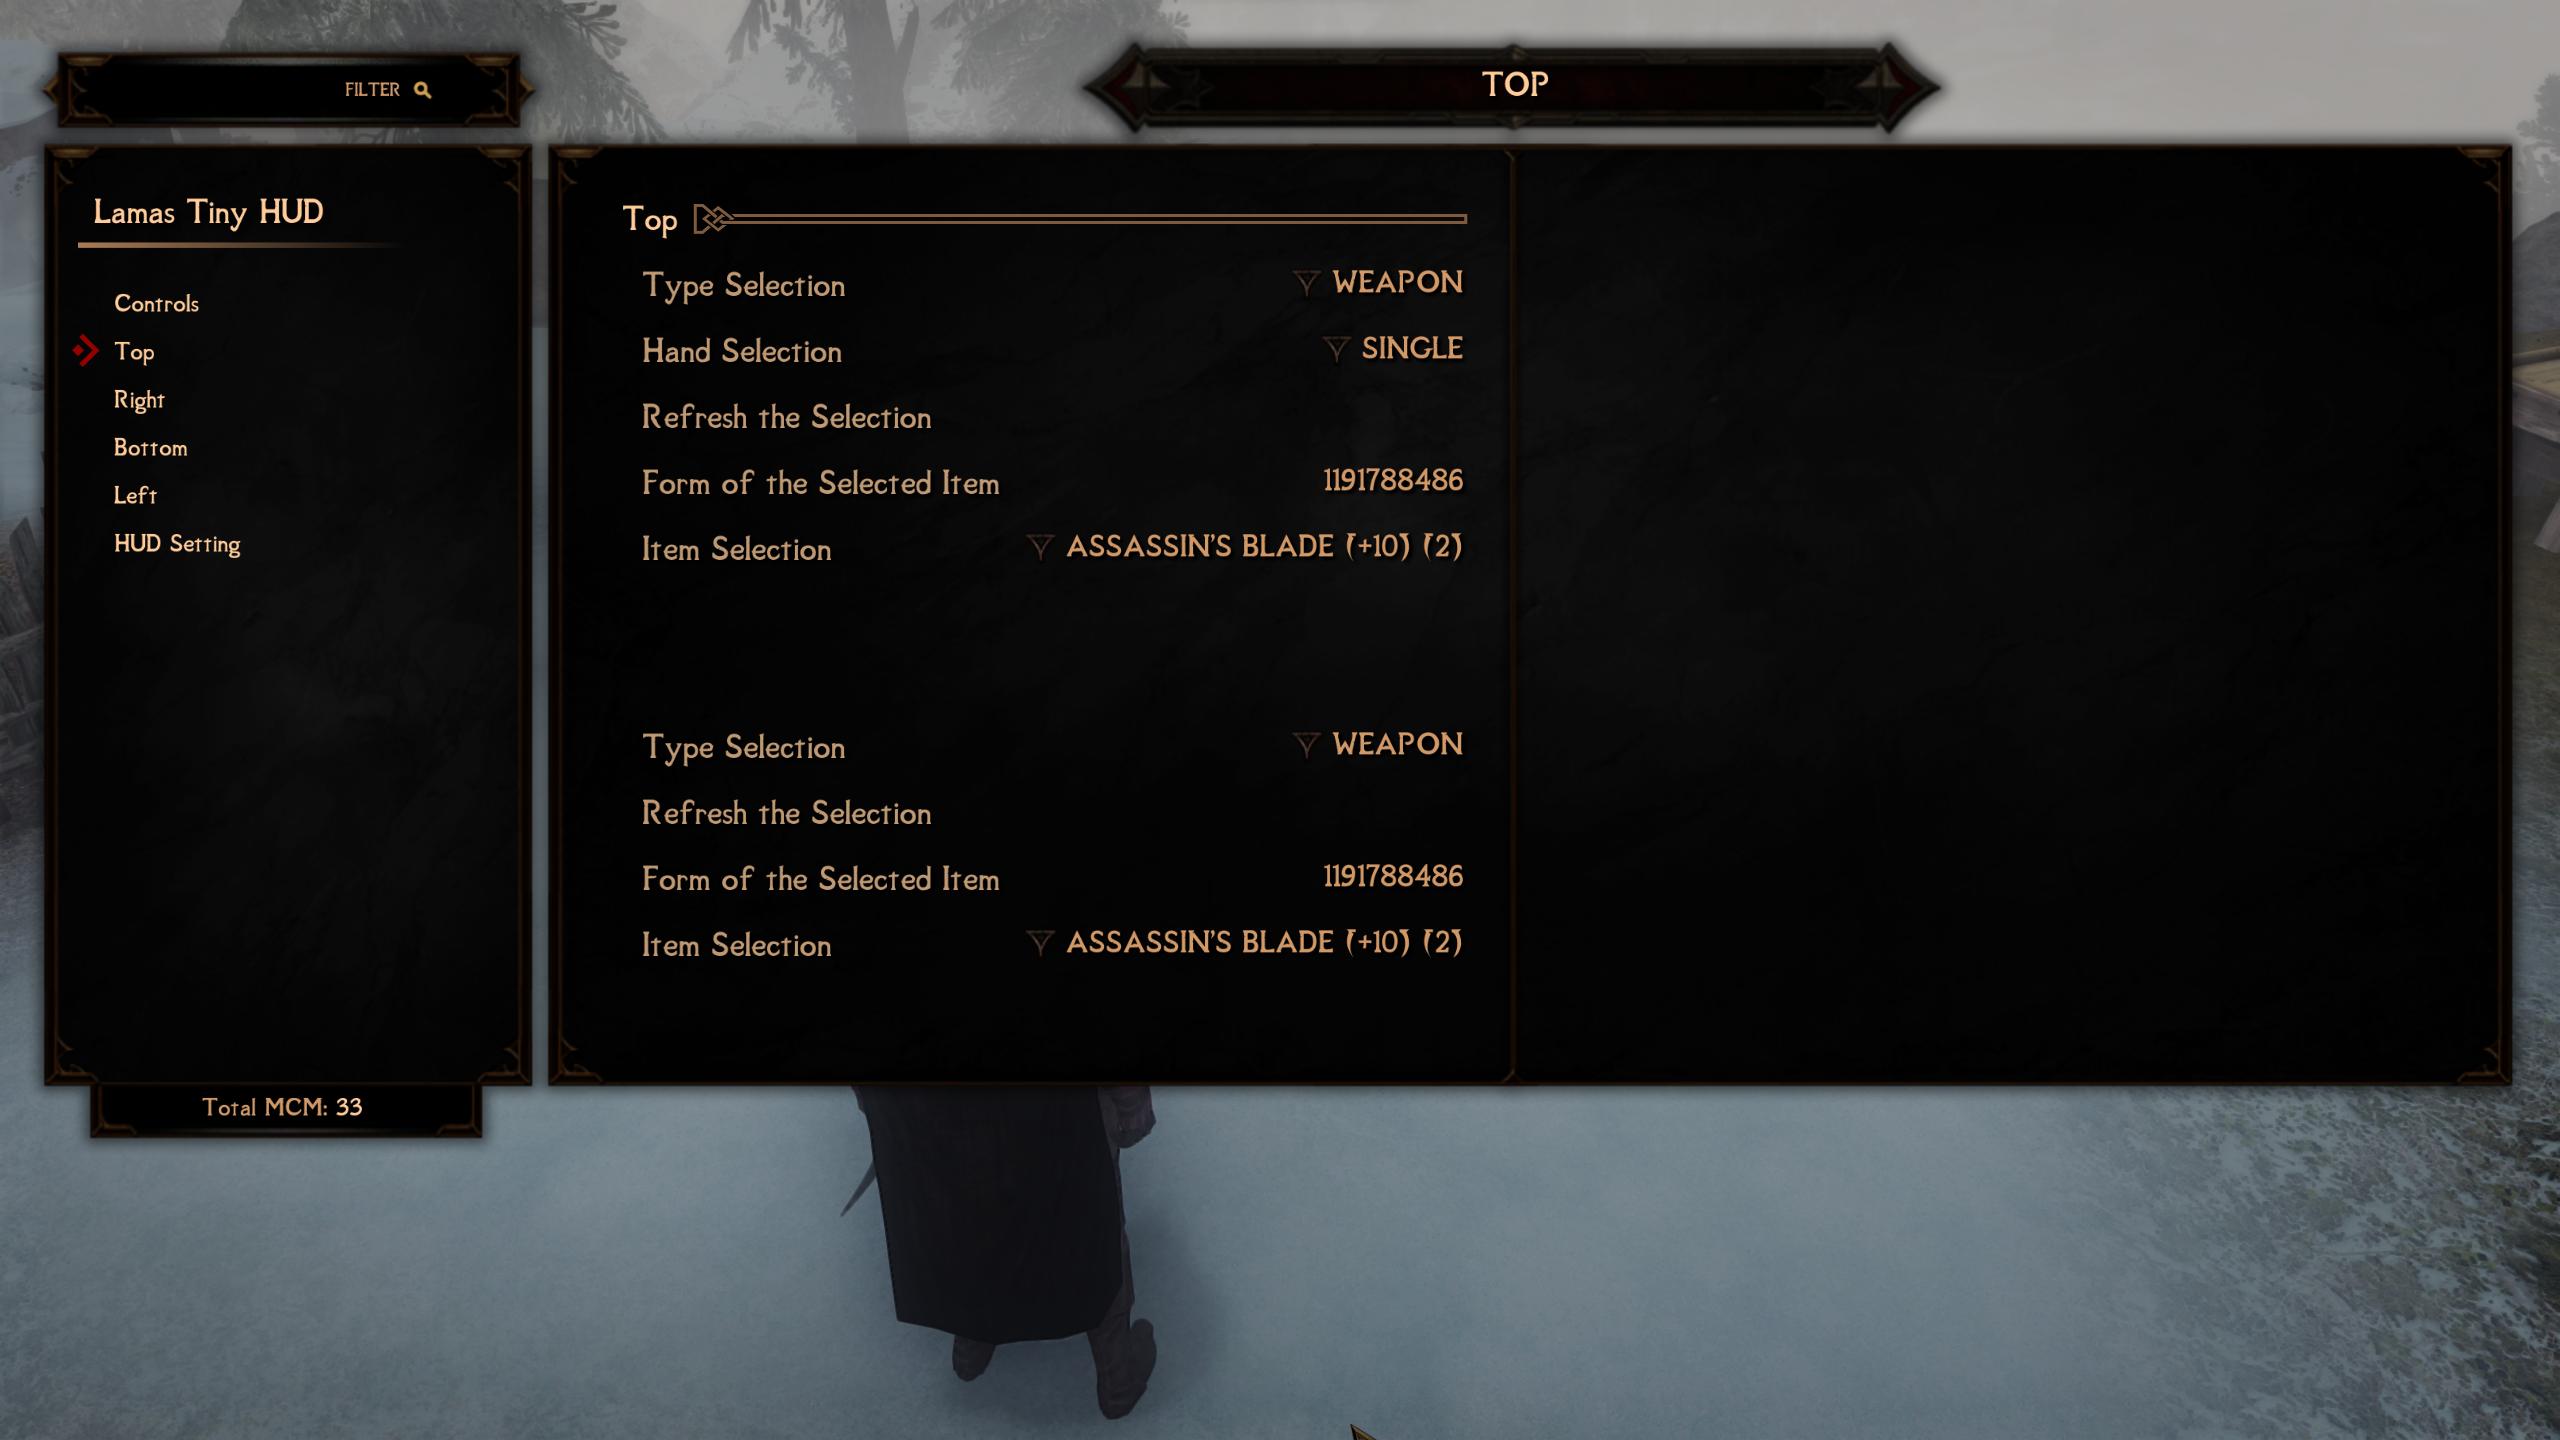 FILTER
TOP
Lamas Tiny HUD
Controls
Top
Right
Bottom
Left
HUD Setting
Total MCM: 33
Top
Type Selection WEAPON
Hand Selection SINGLE
Refresh the Selection
Form of the Selected Item 1191788486
Item Selection ASSASSIN'S BLADE (+10) (2)
Type Selection WEAPON
Refresh the Selection
Form of the Selected Item 1191788486
Item Selection ASSASSIN'S BLADE (+10) (2)